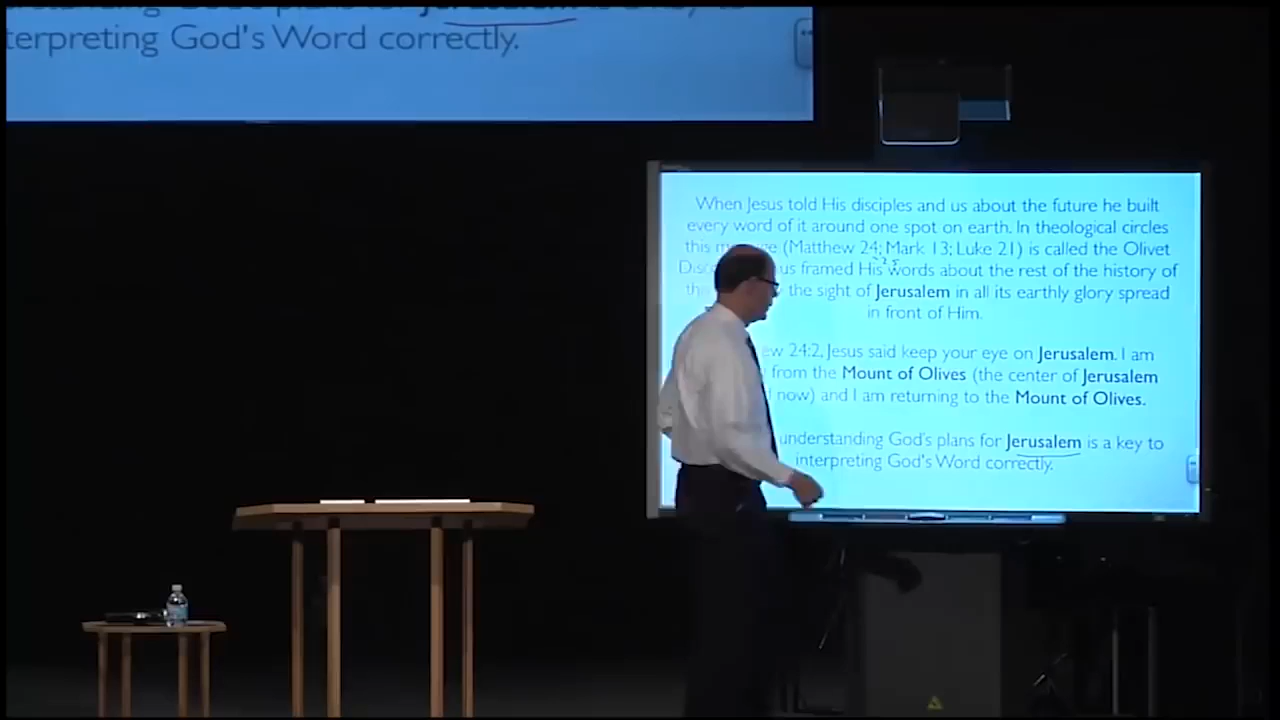 Jerusalem
terpreting God's Word correctly.
When Jesus told His disciples and us about the future he built
every word of it around one spot on earth. In theological circles
this (Matthew 24; Mark 13; Luke 21) is called the Olivet
us framed His words about the rest of the history of
the sight of Jerusalem in all its earthly glory spread
in front of Him.
ew 24:2, Jesus said keep your eye on Jerusalem. I am
from the Mount of Olives (the center of Jerusalem
now) and I am returning to the Mount of Olives.
understanding God's plans for Jerusalem is a key to
interpreting God's Word correctly.